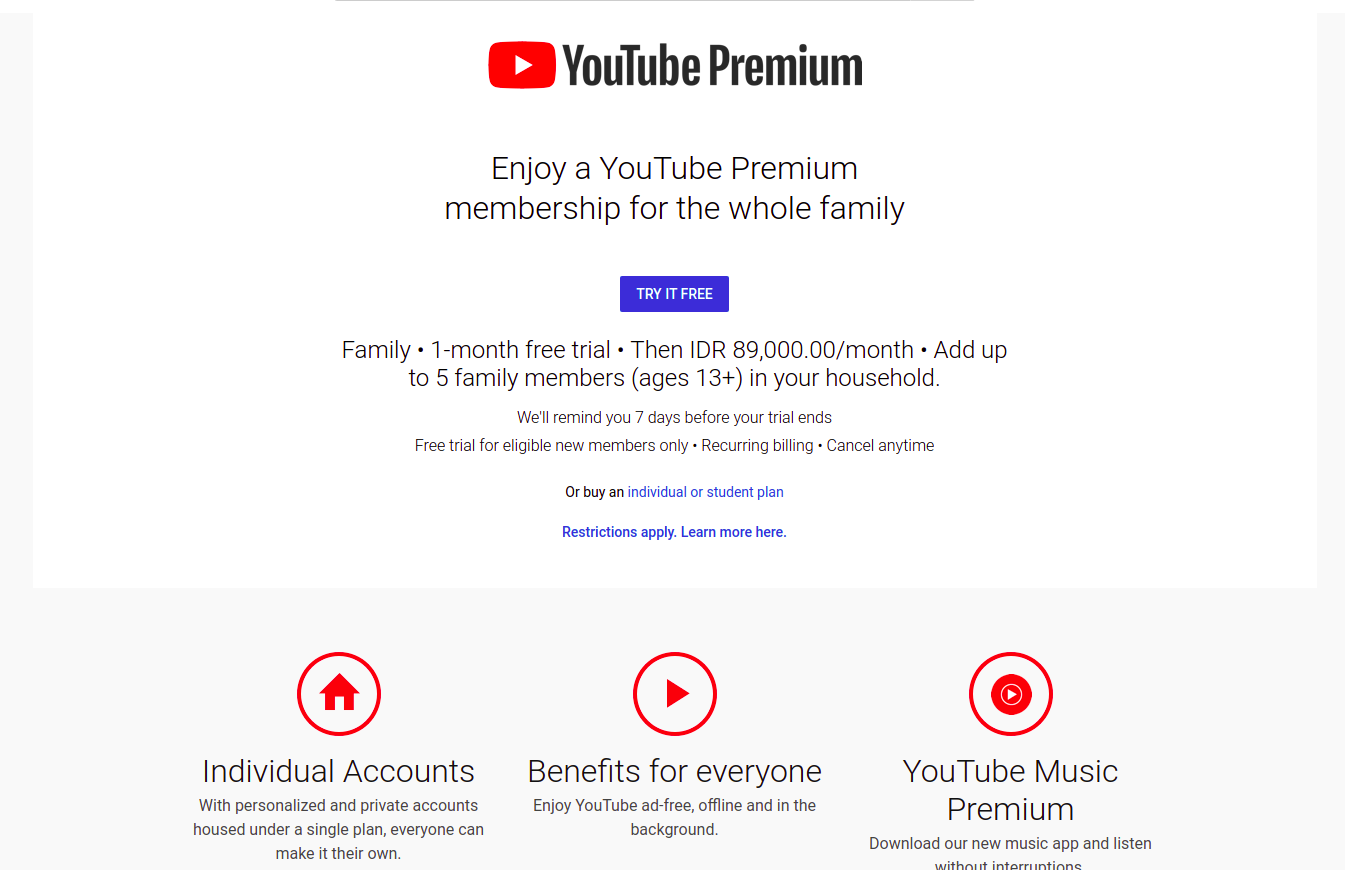 YouTube Premium
Enjoy a YouTube Premium
membership for the whole family
TRY IT FREE
Family • 1-month free trial • Then IDR 89,000.00/month • Add up
to 5 family members (ages 13+) in your household.
We'll remind you 7 days before your trial ends
Free trial for eligible new members only • Recurring billing • Cancel anytime
Or buy an individual or student plan
Restrictions apply. Learn more here.
Individual Accounts
With personalized and private accounts
housed under a single plan, everyone can
make it their own.
Benefits for everyone
Enjoy YouTube ad-free, offline and in the
background.
YouTube Music
Premium
Download our new music app and listen
without interruptions